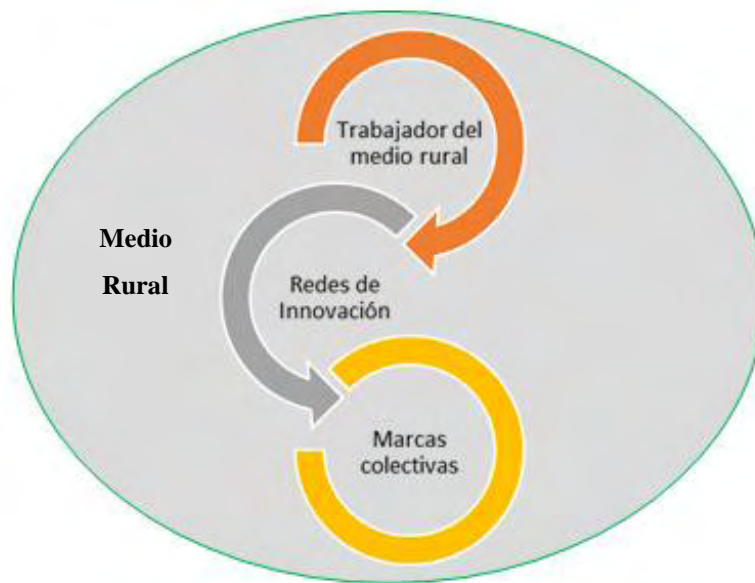 Trabajador del
medio rural
Medio
Rural
Redes de
Innovación
Marcas
colectivas